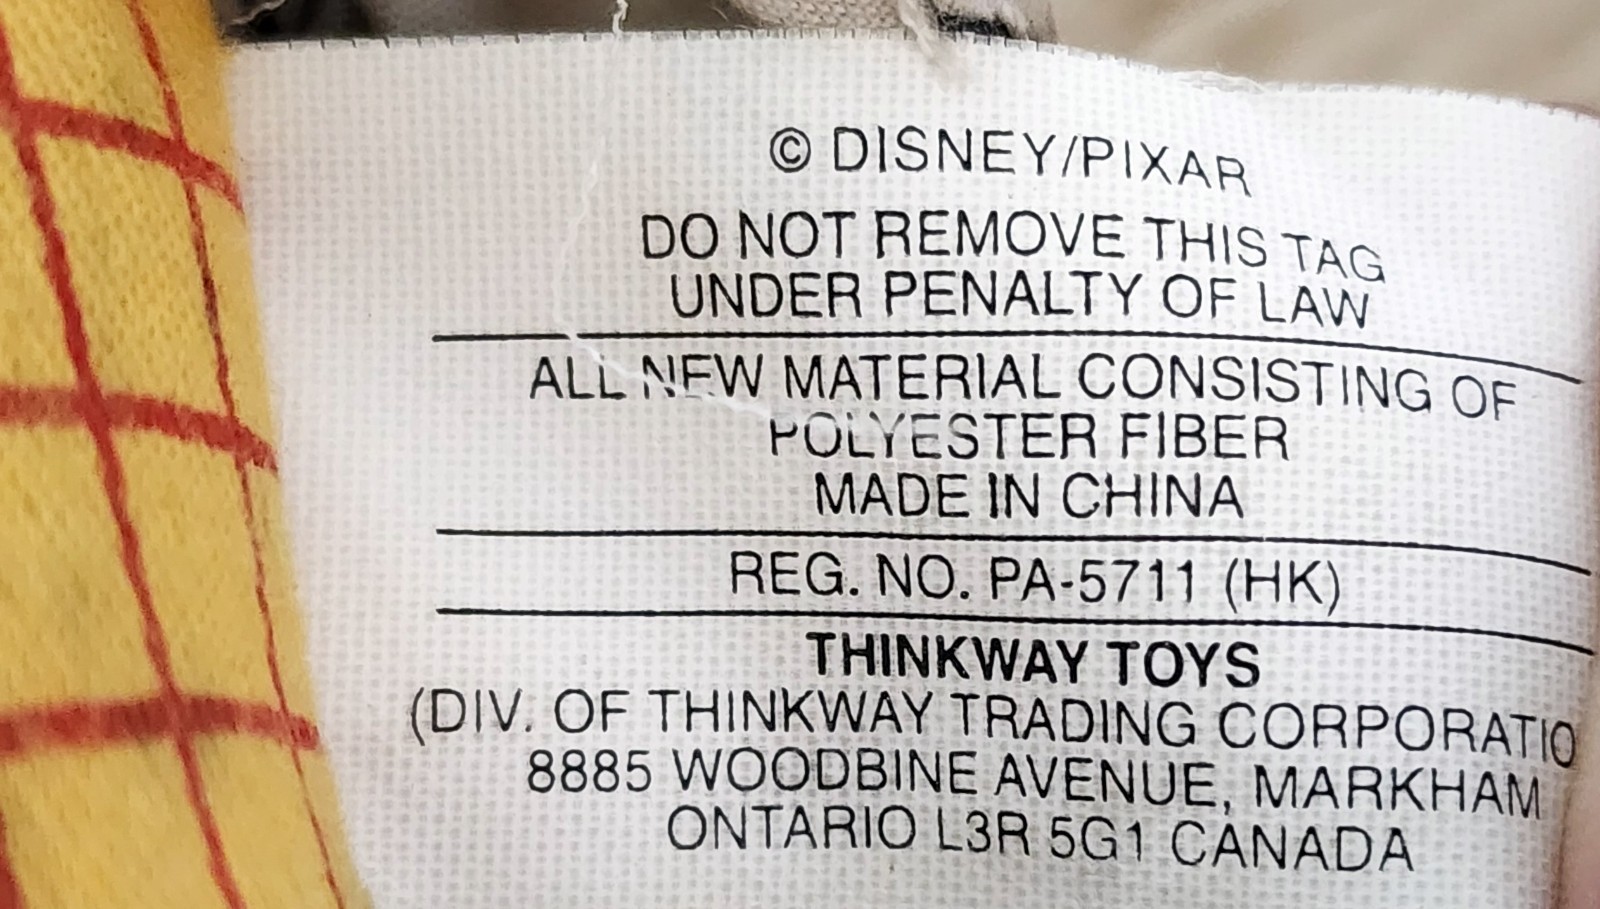 © DISNEY/PIXAR
DO NOT REMOVE THIS TAG
UNDER PENALTY OF LAW
ALL NEW MATERIAL CONSISTING OF
POLYESTER FIBER
MADE IN CHINA
REG. NO. PA-5711 (HK)
THINKWAY TOYS
(DIV. OF THINKWAY TRADING CORPORATIO
8885 WOODBINE AVENUE, MARKHAM
ONTARIO L3R 5G1 CANADA